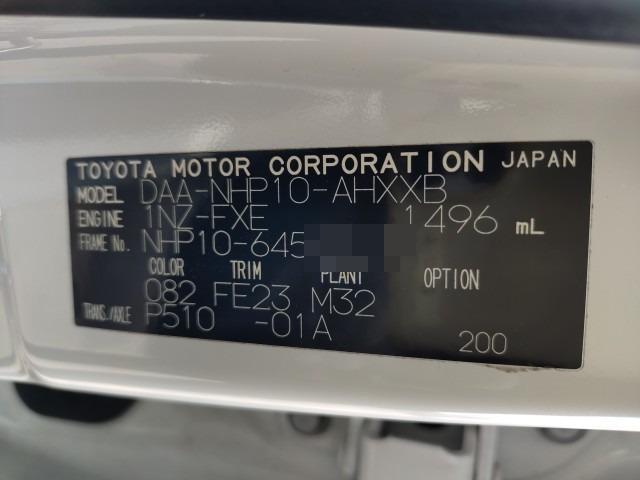 TOYOTA MOTOR CORPORATION JAPAN
MODEL DAA-NHP10-AHXXB
ENGINE 1NZ-FXE 1496 mL
FRAME No. NHP10-645
COLOR TRIM PLANT OPTION
082 FE23 M32
TRANS./AXLE P510 -01A
200